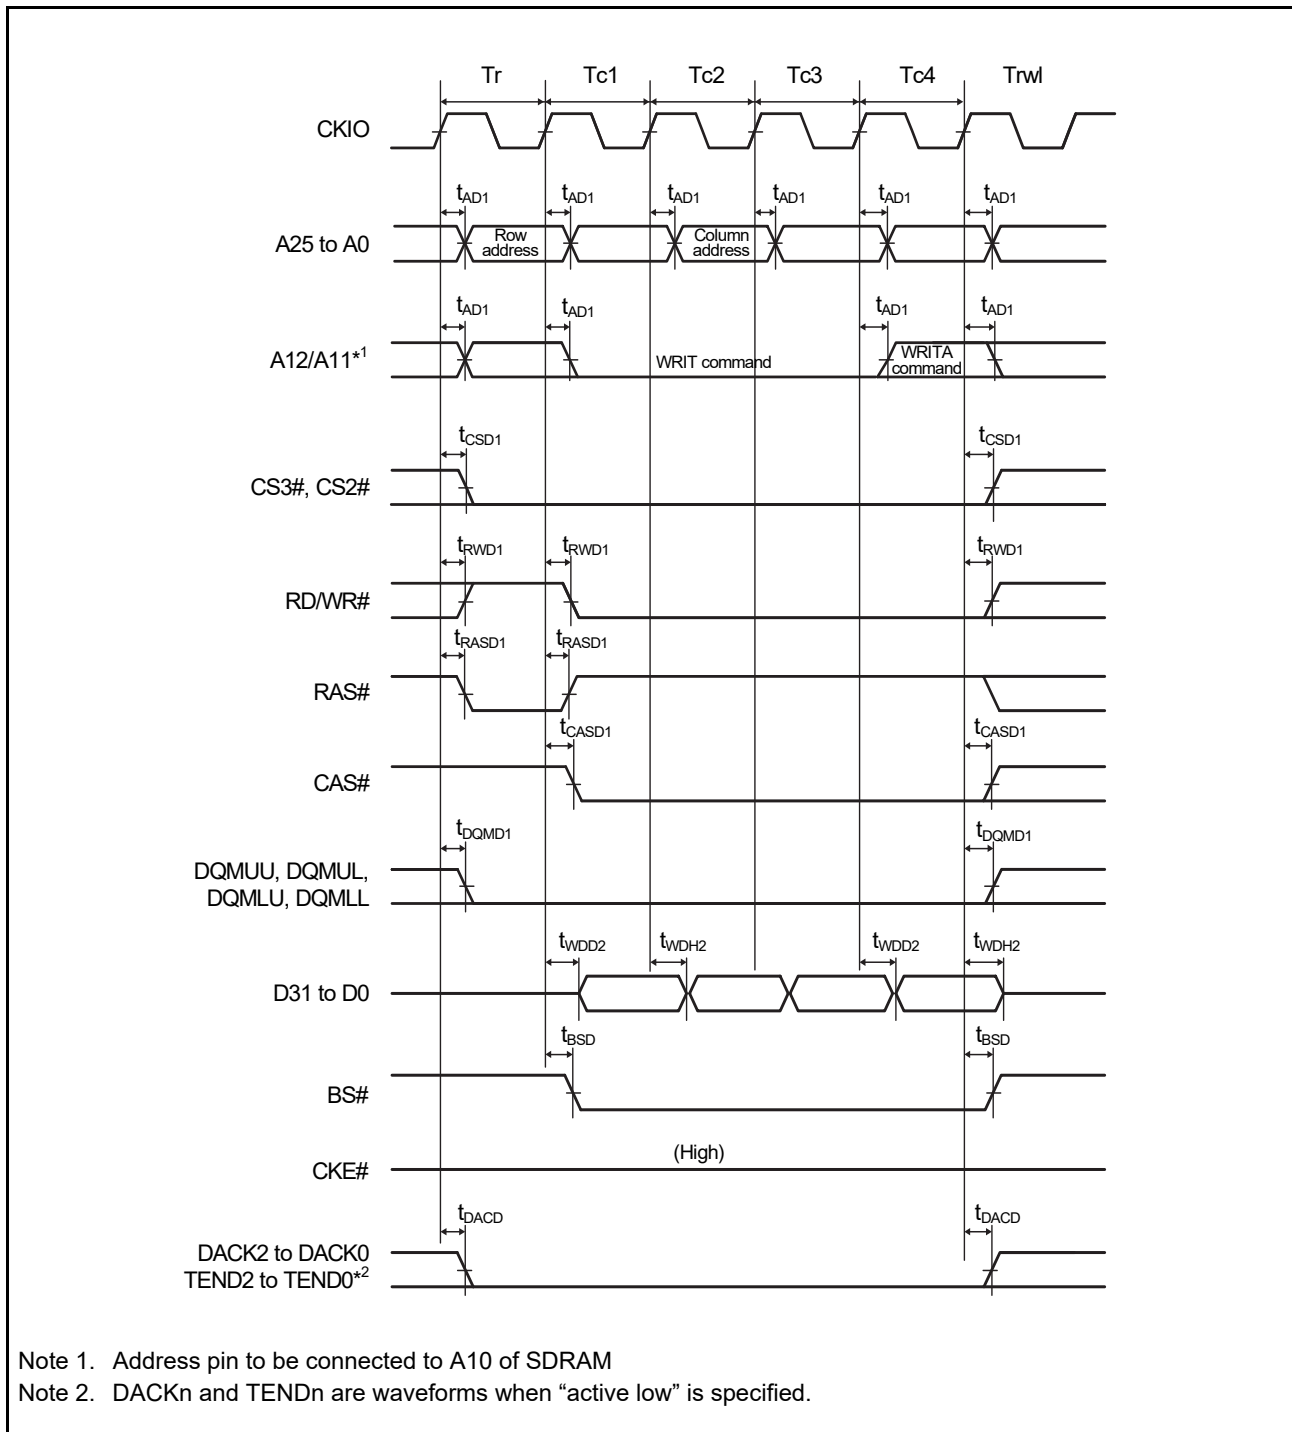 Tr Tc1 Tc2 Tc3 Tc4 Trwl
CKIO
tAD1 tAD1 tAD1 tAD1 tAD1 tAD1
A25 to A0
Row address
Column address
tAD1 tAD1 tAD1 tAD1
A12/A11*1
WRIT command
WRITA command
tCSD1 tCSD1
CS3#, CS2#
tRWD1 tRWD1 tRWD1
RD/WR#
tRASD1 tRASD1
RAS#
tCASD1 tCASD1
CAS#
tDQMD1 tDQMD1
DQMUU, DQMUL,
DQMLU, DQMLL
tWDD2 tWDH2 tWDD2 tWDH2
D31 to D0
tBSD tBSD
BS#
(High)
CKE#
tDACD tDACD
DACK2 to DACK0
TEND2 to TEND0*2
Note 1. Address pin to be connected to A10 of SDRAM
Note 2. DACKn and TENDn are waveforms when “active low” is specified.